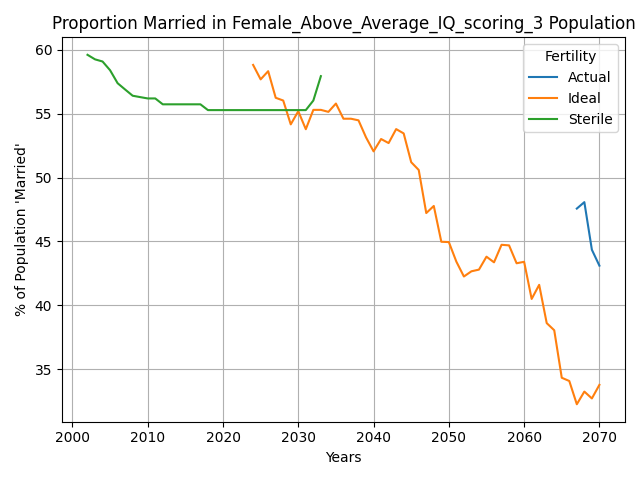 Proportion Married in Female_Above_Average_IQ_scoring_3 Population
% of Population 'Married'
60
55
50
45
40
35
Fertility
Actual
Ideal
Sterile
2000 2010 2020 2030 2040 2050 2060 2070
Years